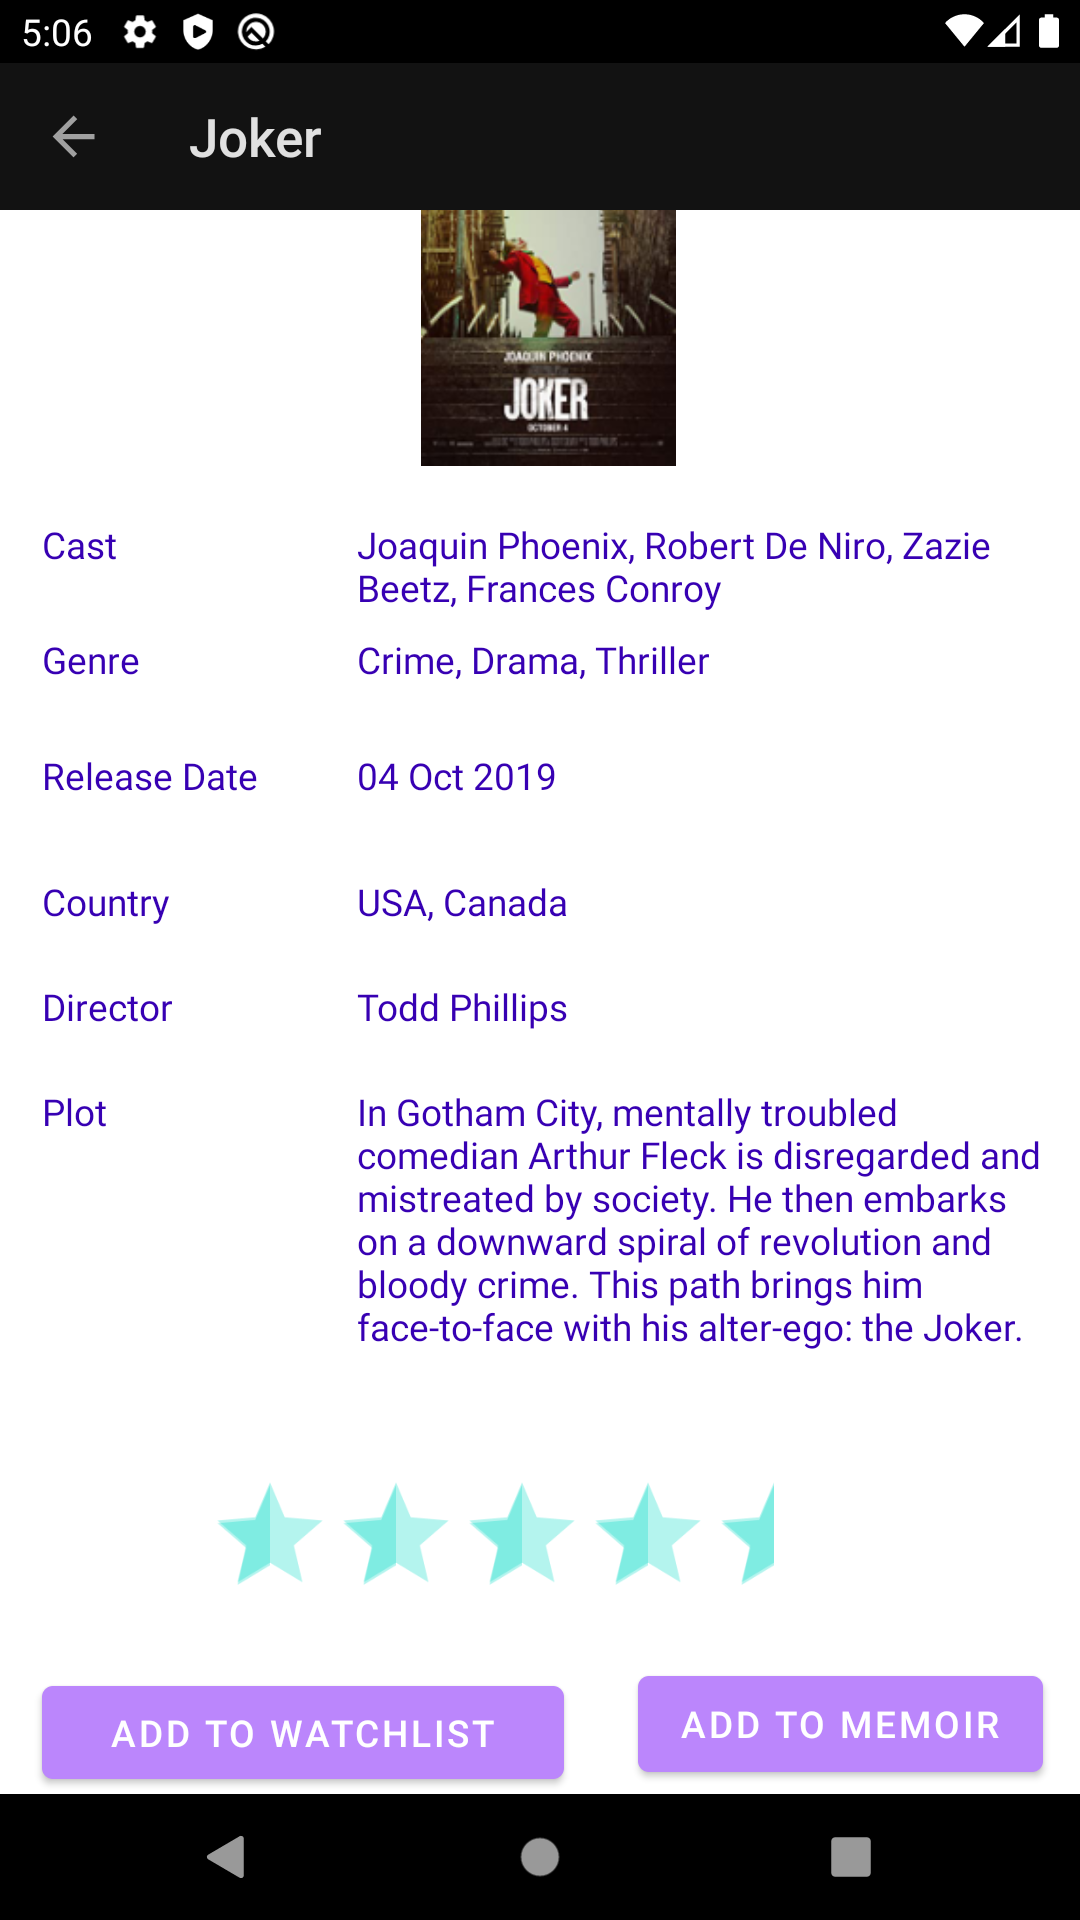 5:06
Joker
JOAQUIN PHOENIX
JOKER
OCTOBER 4
Cast
Joaquin Phoenix, Robert De Niro, Zazie
Beetz, Frances Conroy
Genre
Crime, Drama, Thriller
Release Date
04 Oct 2019
Country
USA, Canada
Director
Todd Phillips
Plot
In Gotham City, mentally troubled
comedian Arthur Fleck is disregarded and
mistreated by society. He then embarks
on a downward spiral of revolution and
bloody crime. This path brings him
face-to-face with his alter-ego: the Joker.
ADD TO WATCHLIST
ADD TO MEMOIR